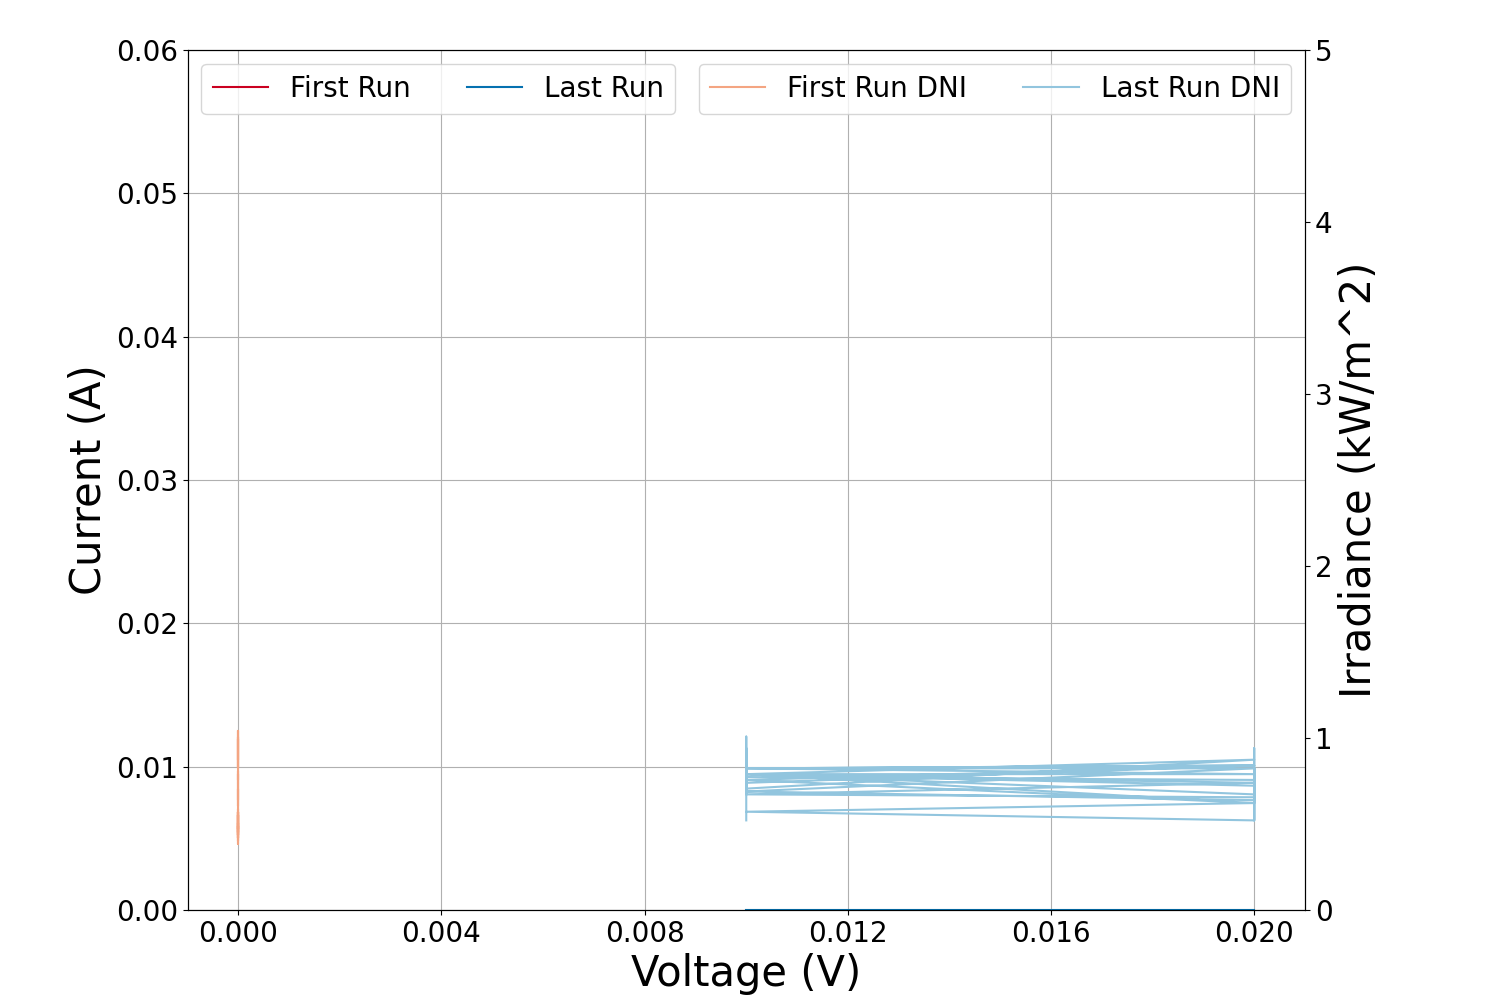 First Run
Last Run
First Run DNI
Last Run DNI
0.06
0.05
0.04
0.03
0.02
0.01
0.00
Current (A)
5
4
3
2
1
0
Irradiance (kW/m^2)
0.000
0.004
0.008
0.012
0.016
0.020
Voltage (V)